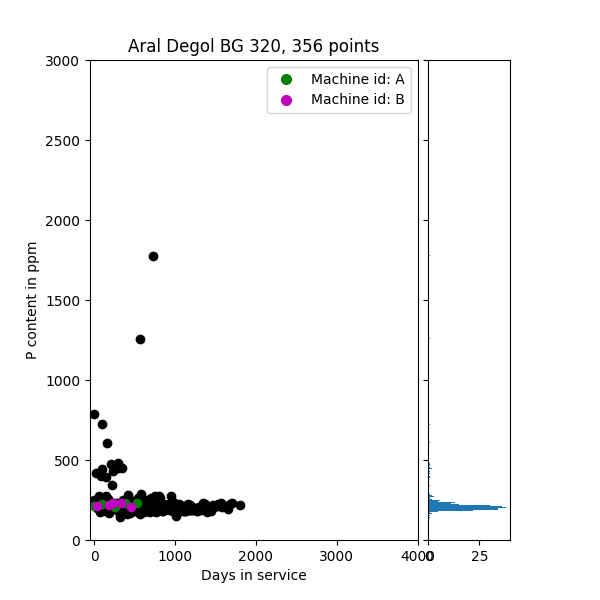 Aral Degol BG 320, 356 points
Machine id: A
Machine id: B
P content in ppm
3000
2500
2000
1500
1000
500
0
0 1000 2000 3000 4000
0 25
Days in service